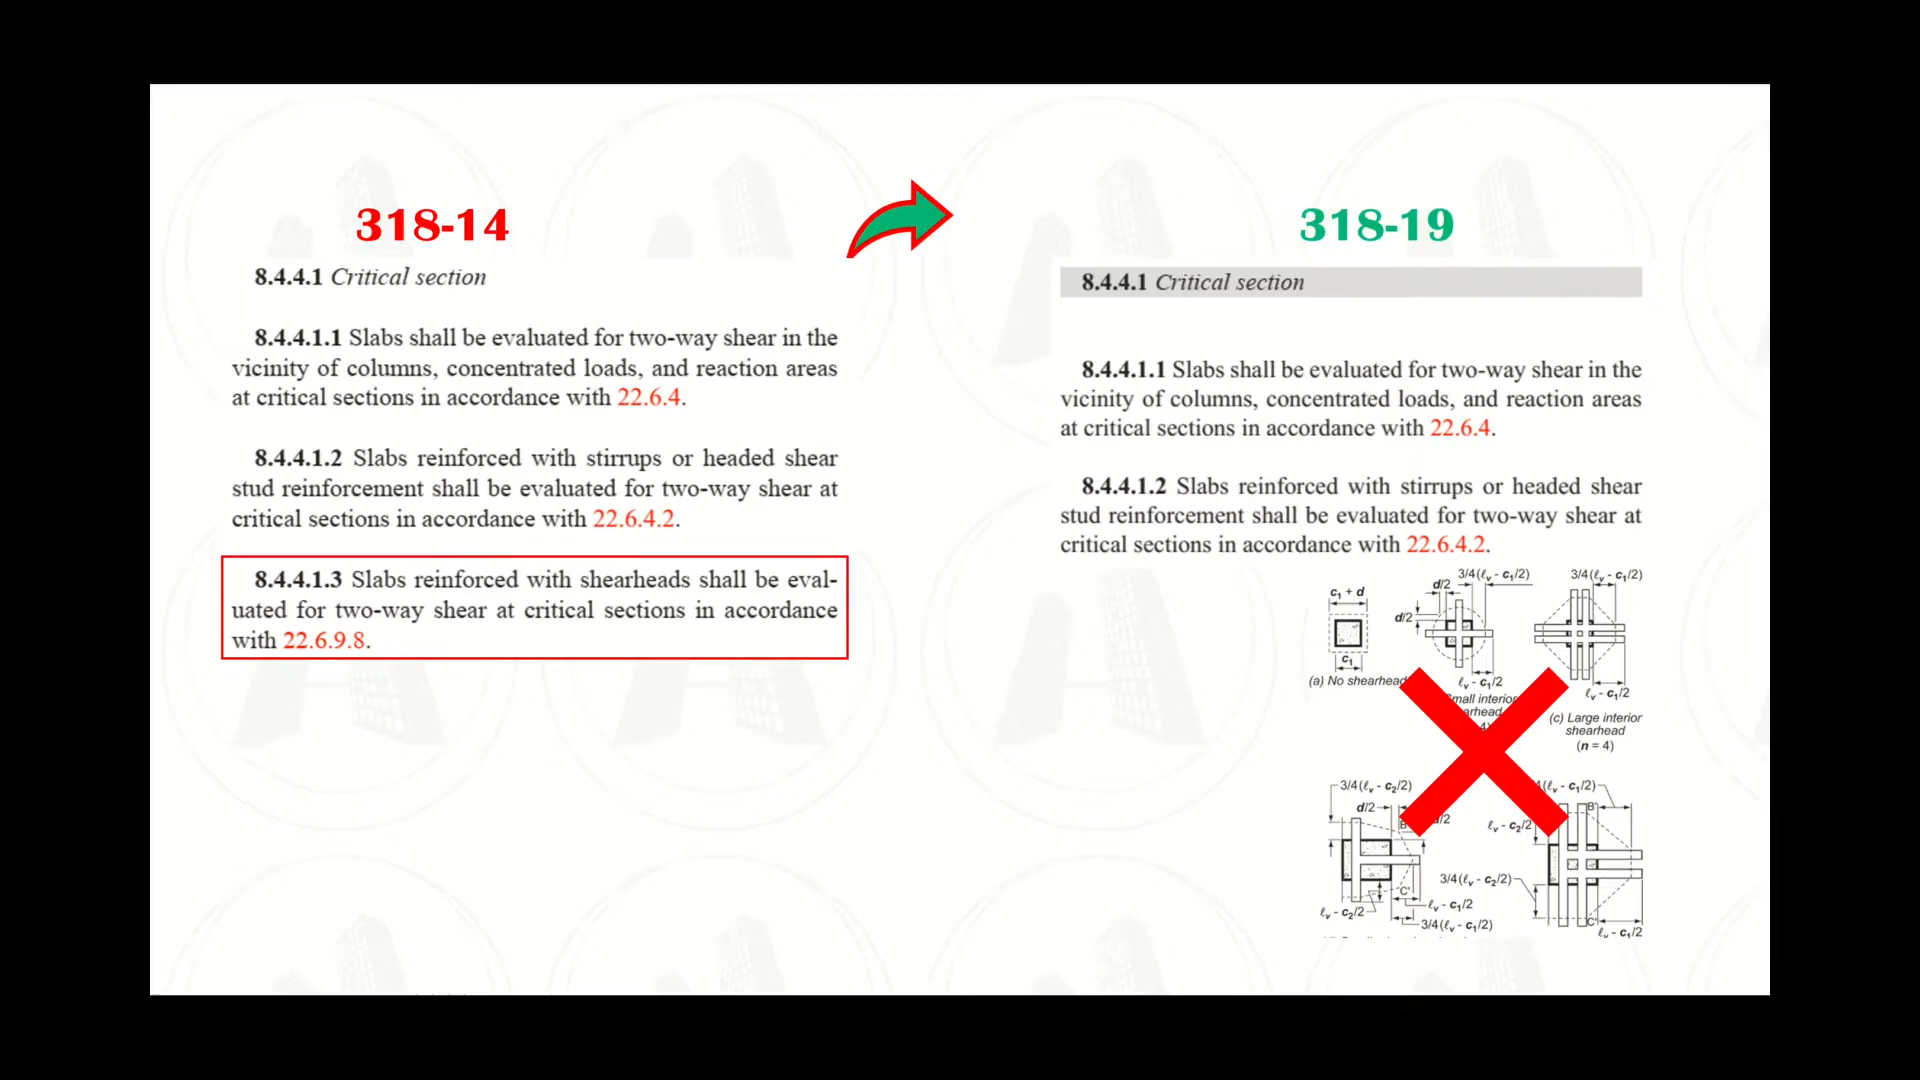 318-14
8.4.4.1 Critical section
8.4.4.1.1 Slabs shall be evaluated for two-way shear in the
vicinity of columns, concentrated loads, and reaction areas
at critical sections in accordance with 22.6.4.
8.4.4.1.2 Slabs reinforced with stirrups or headed shear
stud reinforcement shall be evaluated for two-way shear at
critical sections in accordance with 22.6.4.2.
8.4.4.1.3 Slabs reinforced with shearheads shall be eval-
uated for two-way shear at critical sections in accordance
with 22.6.9.8.
318-19
8.4.4.1 Critical section
8.4.4.1.1 Slabs shall be evaluated for two-way shear in the
vicinity of columns, concentrated loads, and reaction areas
at critical sections in accordance with 22.6.4.
8.4.4.1.2 Slabs reinforced with stirrups or headed shear
stud reinforcement shall be evaluated for two-way shear at
critical sections in accordance with 22.6.4.2.
c₁ + d
c₁
(a) No shearhead
3/4(ℓᵥ - c₁/2)
d/2
d/2
ℓᵥ - c₁/2
interior
3/4(ℓᵥ - c₁/2)
ℓᵥ - c₁/2
(c) Large interior
shearhead
(n = 4)
3/4(ℓᵥ - c₂/2)
d/2
d/2
B'
C'
ℓᵥ - c₂/2
ℓᵥ - c₁/2
3/4(ℓᵥ - c₁/2)
(ℓᵥ - c₁/2)
B'
ℓᵥ - c₂/2
3/4(ℓᵥ - c₂/2)
C'
ℓᵥ - c₁/2